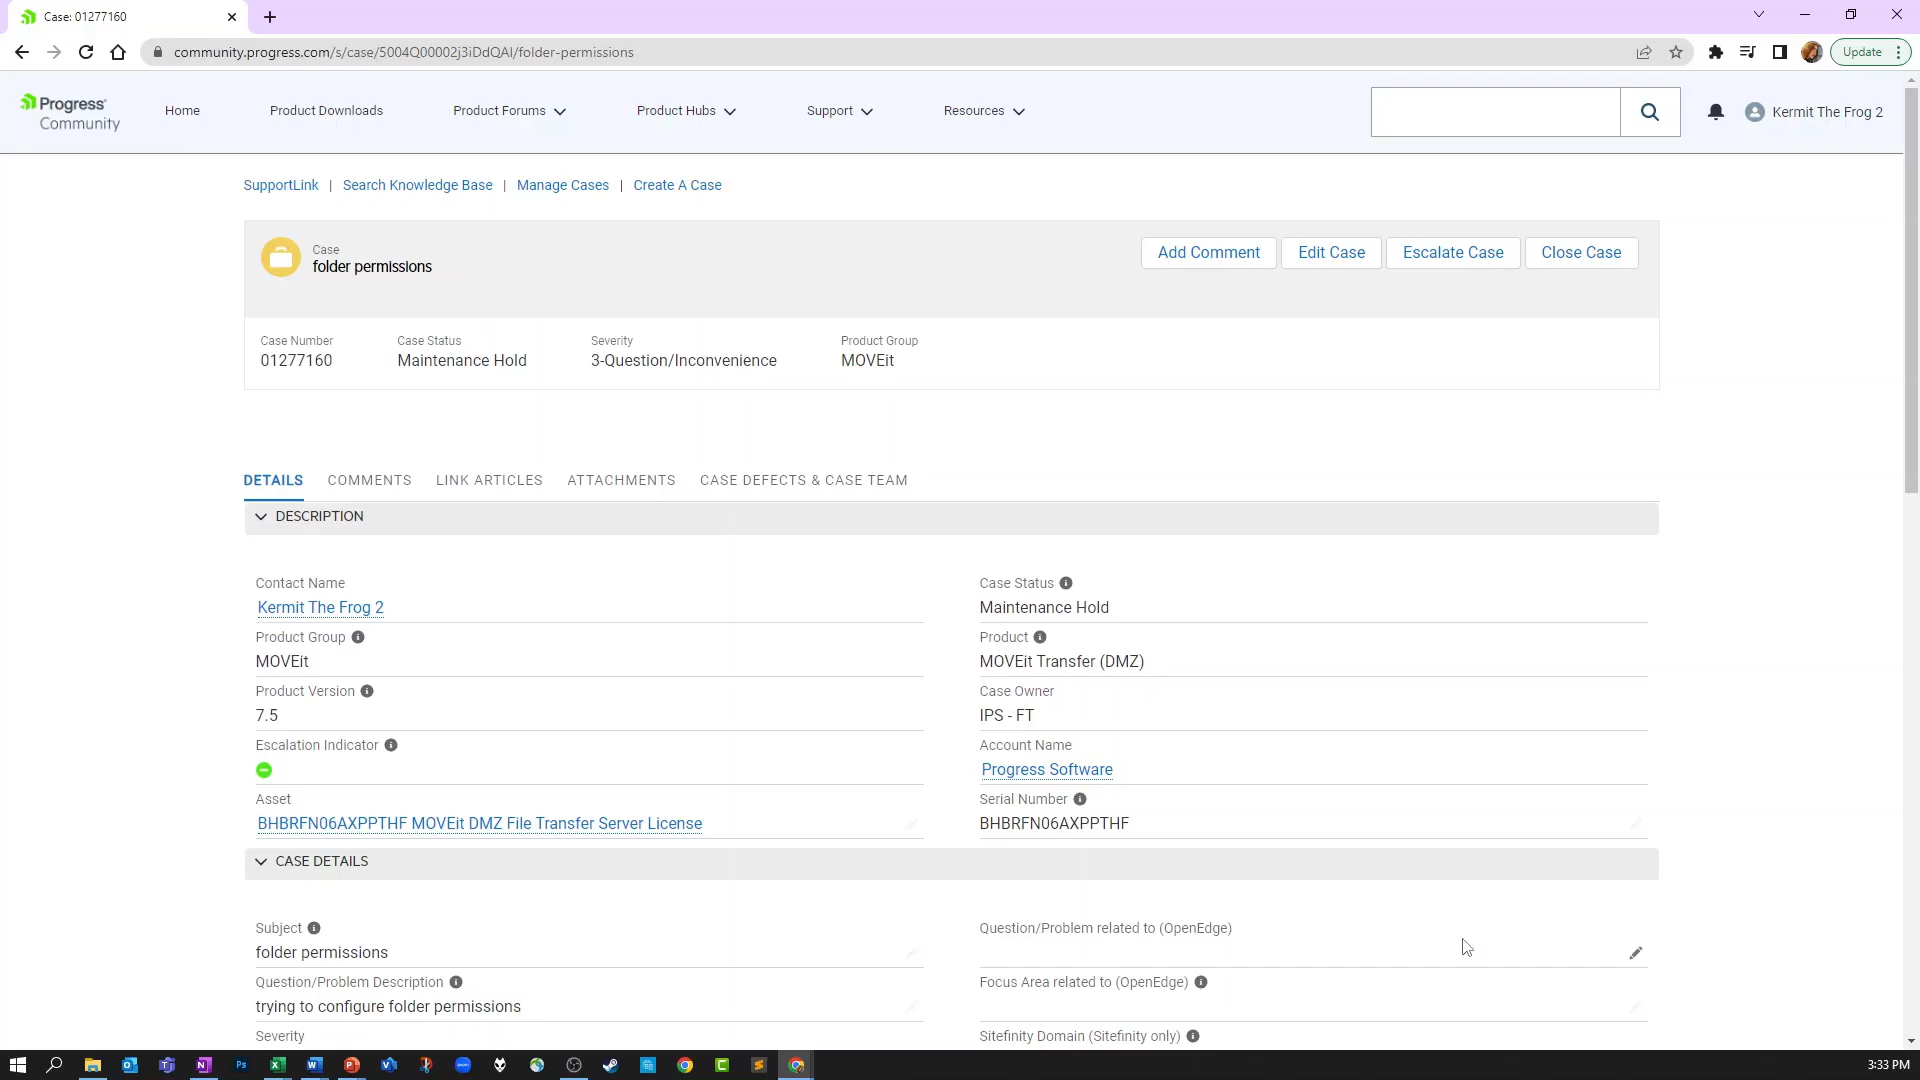 Case: 01277160
community.progress.com/s/case/5004Q00002j3iDdQAI/folder-permissions
Update
Progress®
Community
Home
Product Downloads
Product Forums
Product Hubs
Support
Resources
Kermit The Frog 2
SupportLink | Search Knowledge Base | Manage Cases | Create A Case
Case
folder permissions
Add Comment
Edit Case
Escalate Case
Close Case
Case Number
01277160
Case Status
Maintenance Hold
Severity
3-Question/Inconvenience
Product Group
MOVEit
DETAILS
COMMENTS
LINK ARTICLES
ATTACHMENTS
CASE DEFECTS & CASE TEAM
DESCRIPTION
Contact Name
Kermit The Frog 2
Case Status
Maintenance Hold
Product Group
MOVEit
Product
MOVEit Transfer (DMZ)
Product Version
7.5
Case Owner
IPS - FT
Escalation Indicator
Account Name
Progress Software
Asset
BHBRFN06AXPPTHF MOVEit DMZ File Transfer Server License
Serial Number
BHBRFN06AXPPTHF
CASE DETAILS
Subject
folder permissions
Question/Problem related to (OpenEdge)
Question/Problem Description
trying to configure folder permissions
Focus Area related to (OpenEdge)
Severity
Sitefinity Domain (Sitefinity only)
3:33 PM